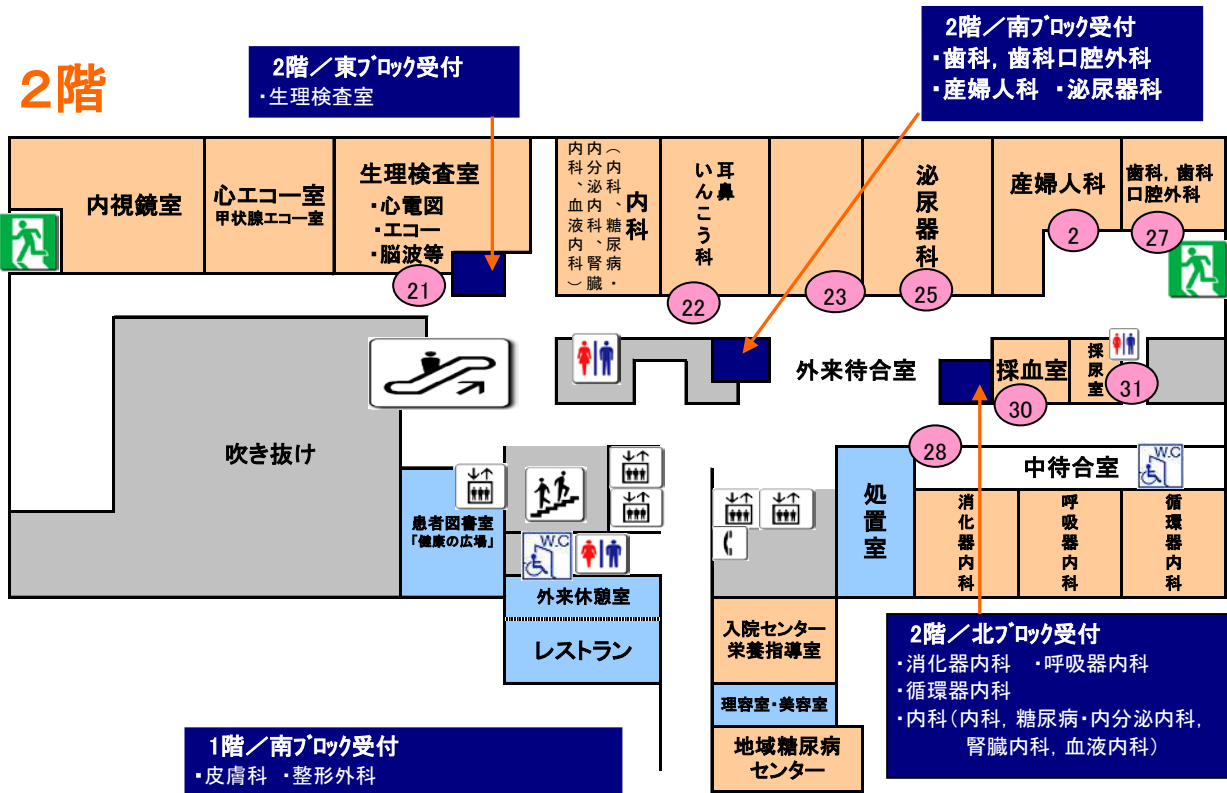 2階
2階／東ブロック受付
・生理検査室
2階／南ブロック受付
・歯科, 歯科口腔外科
・産婦人科 ・泌尿器科
内視鏡室
心エコー室
甲状腺エコー室
生理検査室
・心電図
・エコー
・脳波等
21
内科
（内科、糖尿病・
内分泌内科、腎臓
内科、血液内科）
耳鼻
いんこう科
22
23
泌尿器科
25
産婦人科
2
歯科, 歯科
口腔外科
27
外来待合室
採血室
30
採尿室
31
吹き抜け
28
中待合室
W.C
処置室
消化器内科
呼吸器内科
循環器内科
患者図書室
「健康の広場」
W.C
外来休憩室
レストラン
入院センター
栄養指導室
理容室・美容室
地域糖尿病
センター
2階／北ブロック受付
・消化器内科 ・呼吸器内科
・循環器内科
・内科（内科, 糖尿病・内分泌内科,
腎臓内科, 血液内科）
1階／南ブロック受付
・皮膚科 ・整形外科